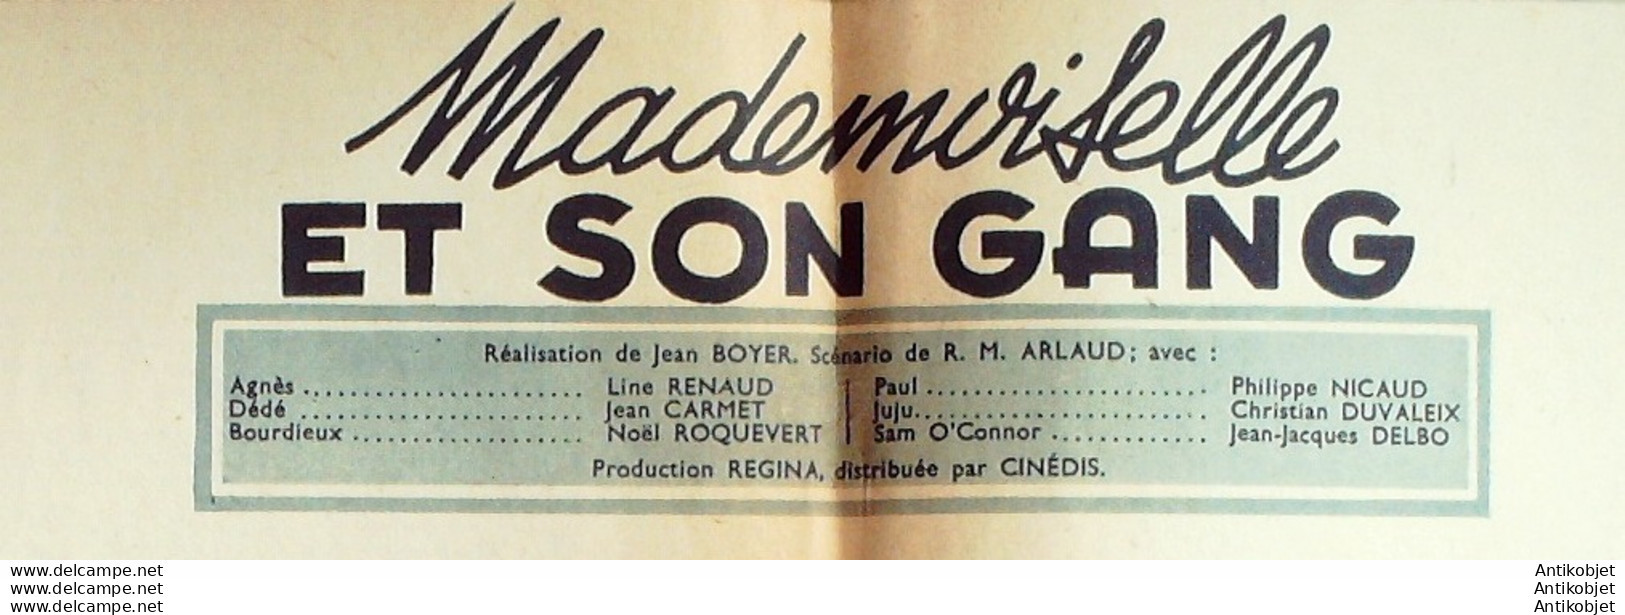 Mademoiselle
ET SON GANG
Réalisation de Jean BOYER. Scénario de R. M. ARLAUD; avec :
Agnès ........................ Line RENAUD
Dédé ........................ Jean CARMET
Bourdieux .................... Noël ROQUEVERT
Paul ........................ Philippe NICAUD
Juju......................... Christian DUVALEIX
Sam O'Connor ............. Jean-Jacques DELBO
Production REGINA, distribuée par CINÉDIS.
www.delcampe.net
www.delcampe.net
www.delcampe.net
Antikobjet
Antikobjet
Antikobjet